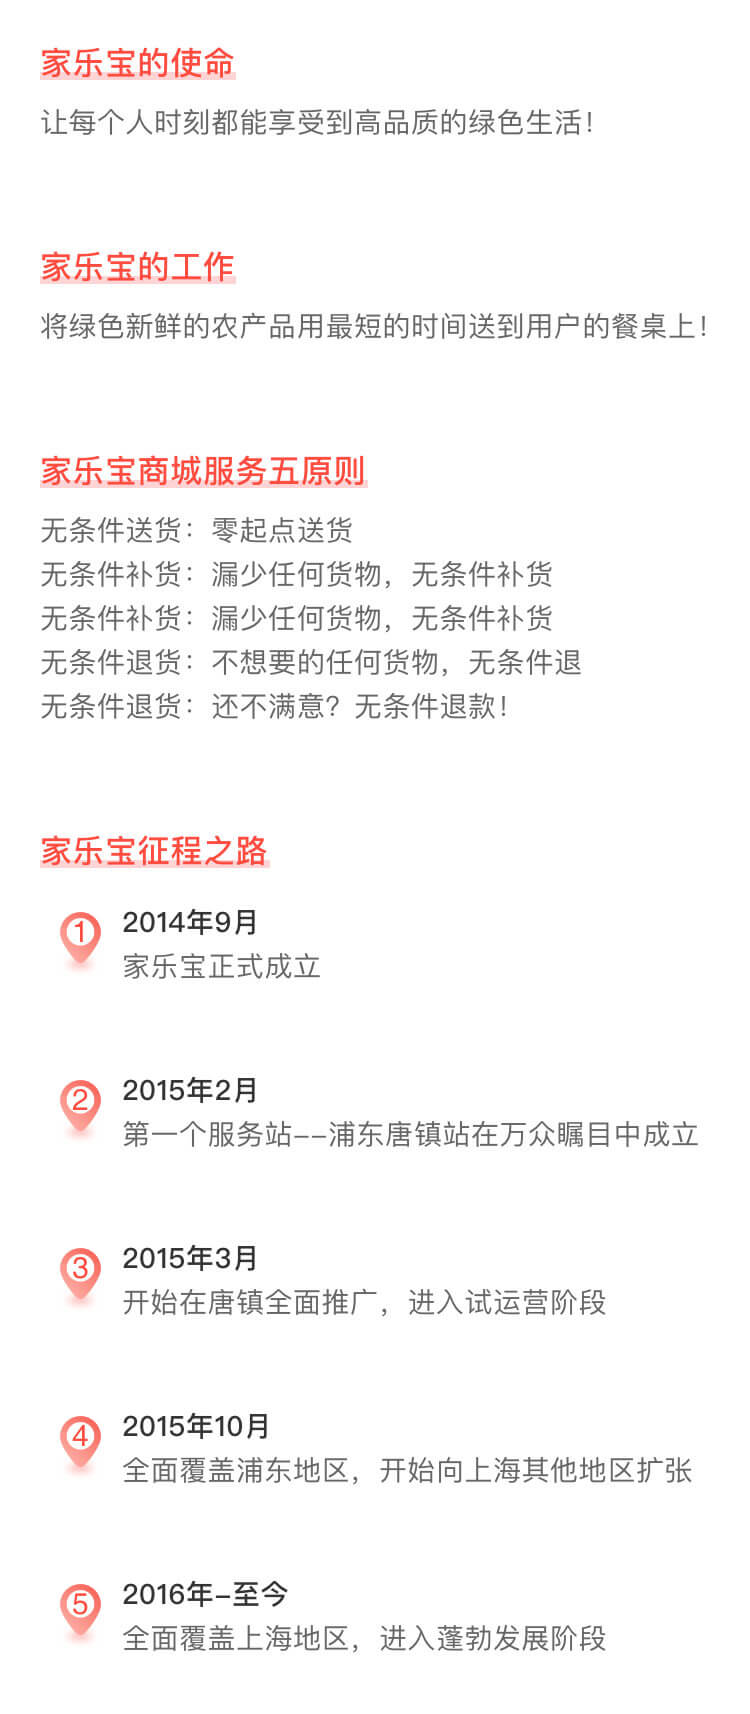 家乐宝的使命
让每个人时刻都能享受到高品质的绿色生活！
家乐宝的工作
将绿色新鲜的农产品用最短的时间送到用户的餐桌上！
家乐宝商城服务五原则
无条件送货：零起点送货
无条件补货：漏少任何货物，无条件补货
无条件补货：漏少任何货物，无条件补货
无条件退货：不想要的任何货物，无条件退
无条件退货：还不满意？无条件退款！
家乐宝征程之路
1
2014年9月
家乐宝正式成立
2
2015年2月
第一个服务站--浦东唐镇站在万众瞩目中成立
3
2015年3月
开始在唐镇全面推广，进入试运营阶段
4
2015年10月
全面覆盖浦东地区，开始向上海其他地区扩张
5
2016年-至今
全面覆盖上海地区，进入蓬勃发展阶段